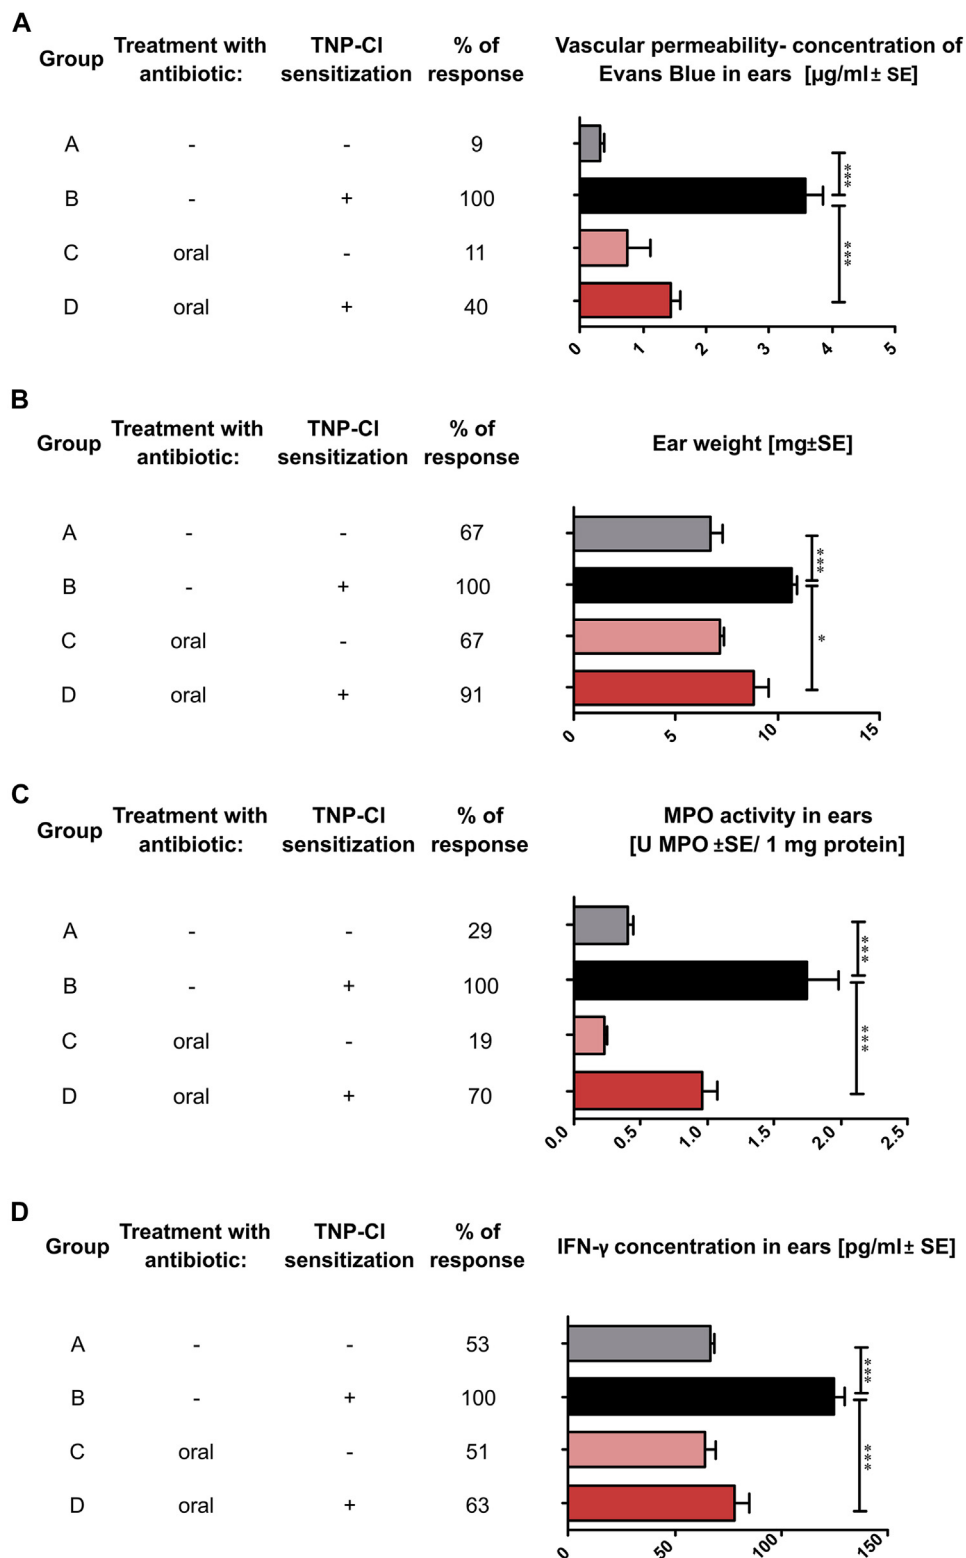 A
Group Treatment with antibiotic: TNP-Cl sensitization % of response Vascular permeability- concentration of Evans Blue in ears [µg/ml± SE]
A - - 9
B - + 100
C oral - 11
D oral + 40
*** ***
0 1 2 3 4 5
B
Group Treatment with antibiotic: TNP-Cl sensitization % of response Ear weight [mg±SE]
A - - 67
B - + 100
C oral - 67
D oral + 91
*** *
0 5 10 15
C
Group Treatment with antibiotic: TNP-Cl sensitization % of response MPO activity in ears [U MPO ±SE/ 1 mg protein]
A - - 29
B - + 100
C oral - 19
D oral + 70
*** ***
0.0 0.5 1.0 1.5 2.0 2.5
D
Group Treatment with antibiotic: TNP-Cl sensitization % of response IFN-γ concentration in ears [pg/ml± SE]
A - - 53
B - + 100
C oral - 51
D oral + 63
*** ***
0 50 100 150